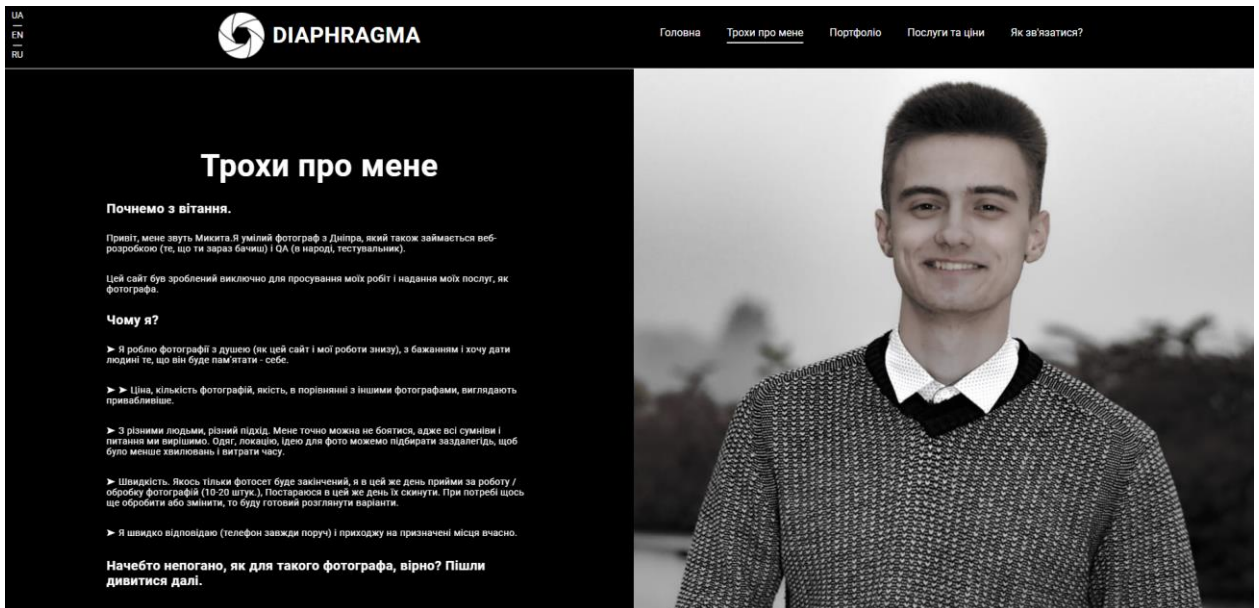 UA
EN
RU
DIAPHRAGMA
Головна
Трохи про мене
Портфоліо
Послуги та ціни
Як зв'язатися?
Трохи про мене
Почнемо з вітання.
Привіт, мене звуть Микита.Я умілий фотограф з Дніпра, який також займається веб-
розробкою (те, що ти зараз бачиш) і QA (в народі, тестувальник).
Цей сайт був зроблений виключно для просування моїх робіт і надання моїх послуг, як
фотографа.
Чому я?
➤ Я роблю фотографії з душею (як цей сайт і мої роботи знизу), з бажанням і хочу дати
людині те, що він буде пам'ятати - себе.
➤ ➤ Ціна, кількість фотографій, якість, в порівнянні з іншими фотографами, виглядають
привабливіше.
➤ З різними людьми, різний підхід. Мене точно можна не боятися, адже всі сумніви і
питання ми вирішимо. Одяг, локацію, ідею для фото можемо підбирати заздалегідь, щоб
було менше хвилювань і витрати часу.
➤ Швидкість. Якось тільки фотосет буде закінчений, я в цей же день прийми за роботу /
обробку фотографій (10-20 штук.), Постараюся в цей же день їх скинути. При потребі щось
ще обробити або змінити, то буду готовий розглянути варіанти.
➤ Я швидко відповідаю (телефон завжди поруч) і приходжу на призначені місця вчасно.
Начебто непогано, як для такого фотографа, вірно? Пішли
дивитися далі.